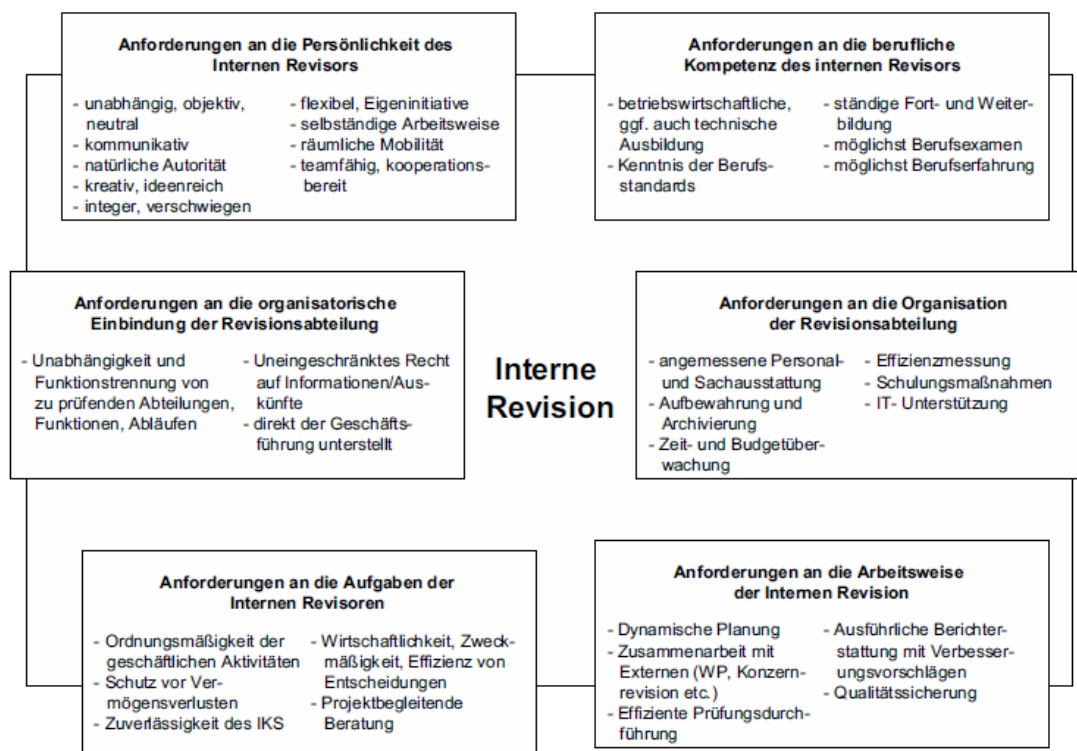 Anforderungen an die Persönlichkeit des
Internen Revisors
- unabhängig, objektiv,
neutral
- kommunikativ
- natürliche Autorität
- kreativ, ideenreich
- integer, verschwiegen
- flexibel, Eigeninitiative
- selbständige Arbeitsweise
- räumliche Mobilität
- teamfähig, kooperations-
bereit
Anforderungen an die berufliche
Kompetenz des internen Revisors
- betriebswirtschaftliche,
ggf. auch technische
Ausbildung
- Kenntnis der Berufs-
standards
- ständige Fort- und Weiter-
bildung
- möglichst Berufsexamen
- möglichst Berufserfahrung
Anforderungen an die organisatorische
Einbindung der Revisionsabteilung
- Unabhängigkeit und
Funktionstrennung von
zu prüfenden Abteilungen,
Funktionen, Abläufen
- Uneingeschränktes Recht
auf Informationen/Aus-
künfte
- direkt der Geschäfts-
führung unterstellt
Interne
Revision
Anforderungen an die Organisation
der Revisionsabteilung
- angemessene Personal-
und Sachausstattung
- Aufbewahrung und
Archivierung
- Zeit- und Budgetüber-
wachung
- Effizienzmessung
- Schulungsmaßnahmen
- IT- Unterstützung
Anforderungen an die Aufgaben der
Internen Revisoren
- Ordnungsmäßigkeit der
geschäftlichen Aktivitäten
- Schutz vor Ver-
mögensverlusten
- Zuverlässigkeit des IKS
- Wirtschaftlichkeit, Zweck-
mäßigkeit, Effizienz von
Entscheidungen
- Projektbegleitende
Beratung
Anforderungen an die Arbeitsweise
der Internen Revision
- Dynamische Planung
- Zusammenarbeit mit
Externen (WP, Konzern-
revision etc.)
- Effiziente Prüfungsdurch-
führung
- Ausführliche Berichter-
stattung mit Verbesse-
rungsvorschlägen
- Qualitätssicherung